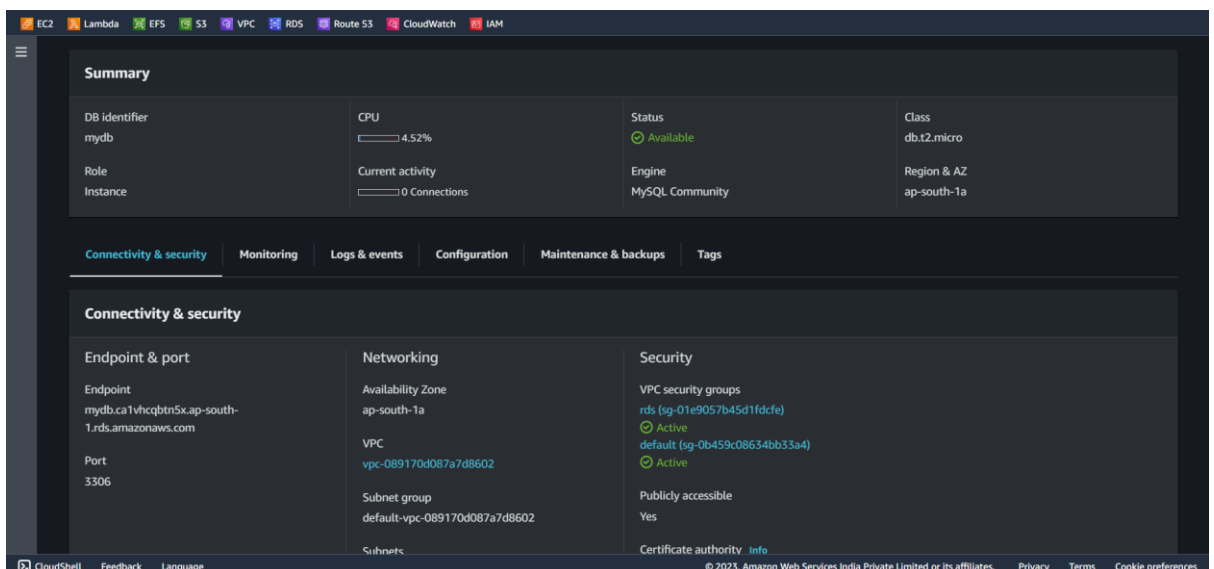 EC2 Lambda EFS S3 VPC RDS Route 53 CloudWatch IAM
Summary
DB identifier
mydb
CPU
4.52%
Status
Available
Class
db.t2.micro
Role
Instance
Current activity
0 Connections
Engine
MySQL Community
Region & AZ
ap-south-1a
Connectivity & security Monitoring Logs & events Configuration Maintenance & backups Tags
Connectivity & security
Endpoint & port
Endpoint
mydb.ca1vhcqbtn5x.ap-south-
1.rds.amazonaws.com
Port
3306
Networking
Availability Zone
ap-south-1a
VPC
vpc-089170d087a7d8602
Subnet group
default-vpc-089170d087a7d8602
Subnets
Security
VPC security groups
rds (sg-01e9057b45d1fdcfe)
Active
default (sg-0b459c08634bb33a4)
Active
Publicly accessible
Yes
Certificate authority Info
CloudShell Feedback Language © 2023, Amazon Web Services India Private Limited or its affiliates. Privacy Terms Cookie preferences